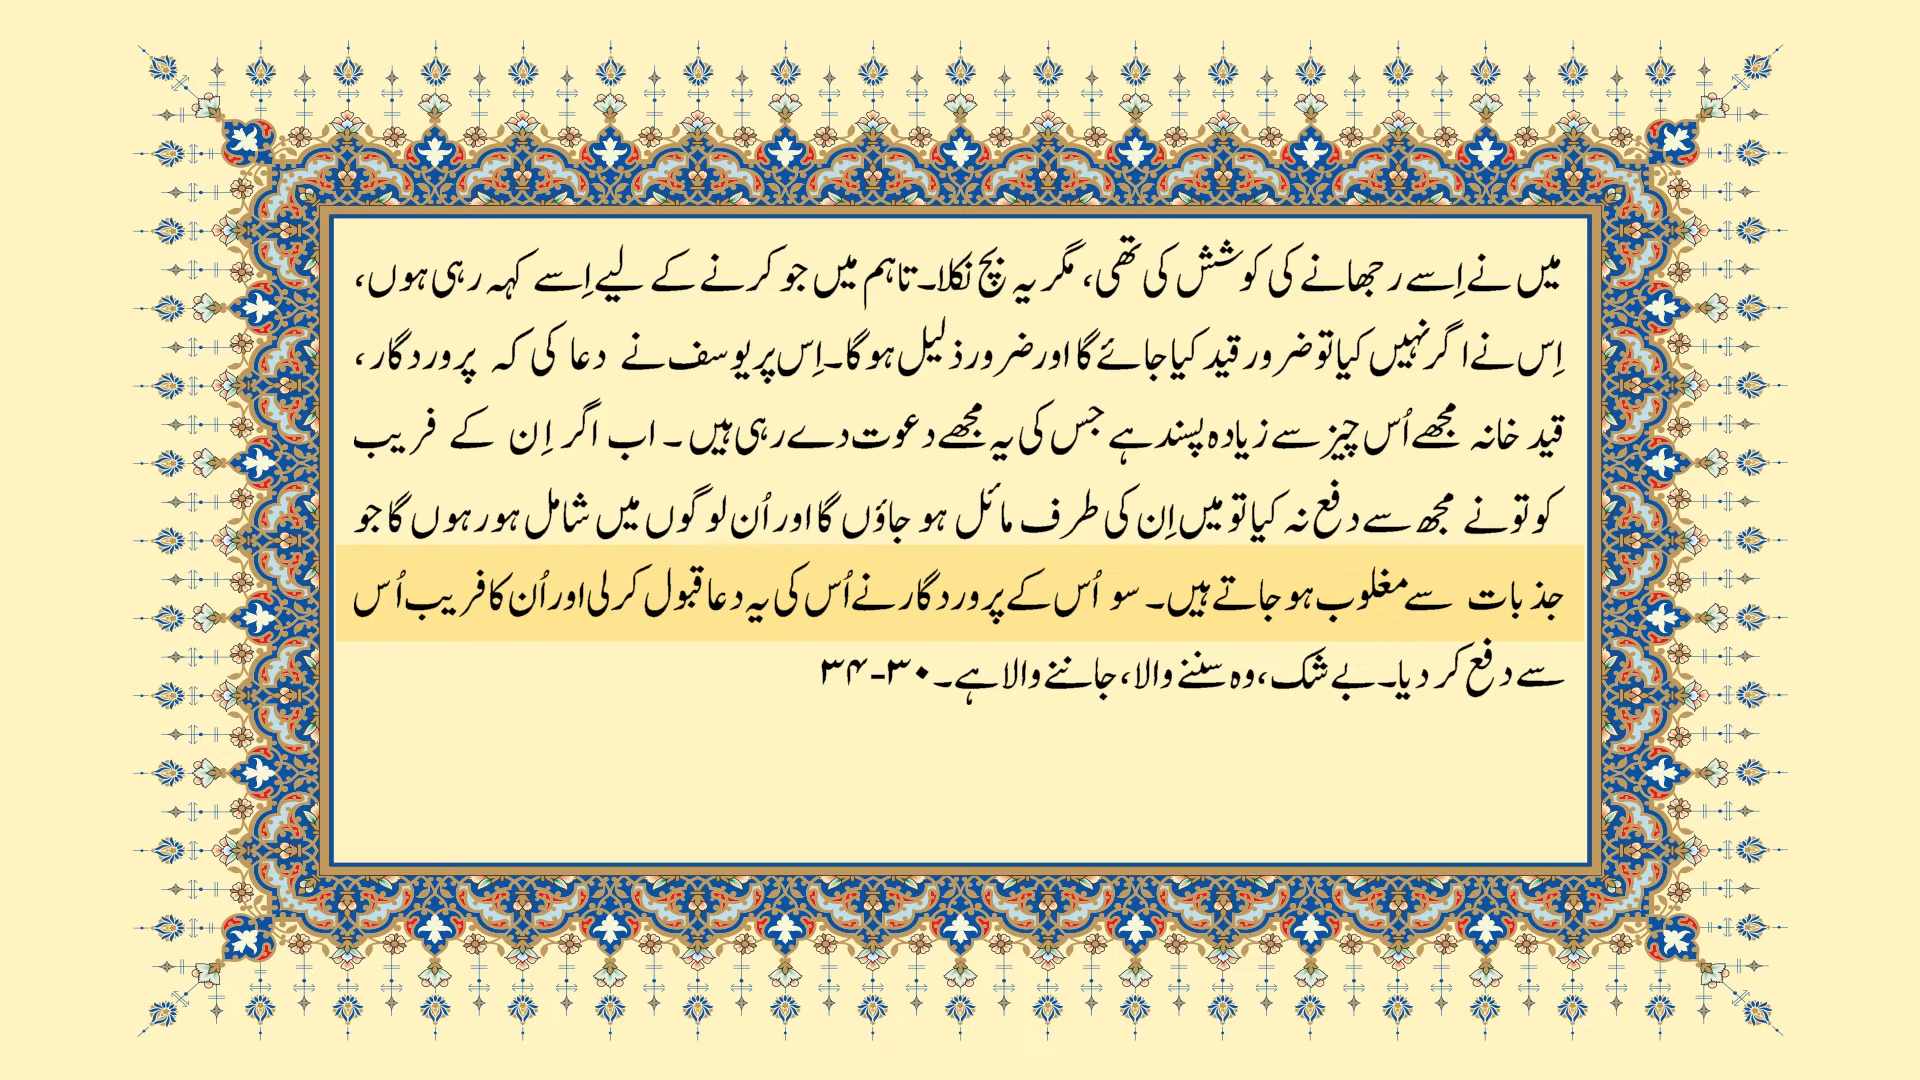 میں نے اِسے رجھانے کی کوشش کی تھی، مگر یہ بچ نکلا۔ تاہم میں جو کرنے کے لیے اِسے کہہ رہی ہوں،
اِس نے اگر نہیں کیا تو ضرور قید کیا جائے گا اور ضرور ذلیل ہو گا۔ اِس پر یوسف نے دعا کی کہ پروردگار،
قید خانہ مجھے اُس چیز سے زیادہ پسند ہے جس کی یہ مجھے دعوت دے رہی ہیں۔ اب اگر اِن کے فریب
کو تو نے مجھ سے دفع نہ کیا تو میں اِن کی طرف مائل ہو جاؤں گا اور اُن لوگوں میں شامل ہو رہوں گا جو
جذبات سے مغلوب ہو جاتے ہیں۔ سو اُس کے پروردگار نے اُس کی یہ دعا قبول کر لی اور اُن کا فریب اُس
سے دفع کر دیا۔ بے شک، وہ سننے والا، جاننے والا ہے۔ ۳۰-۳۴